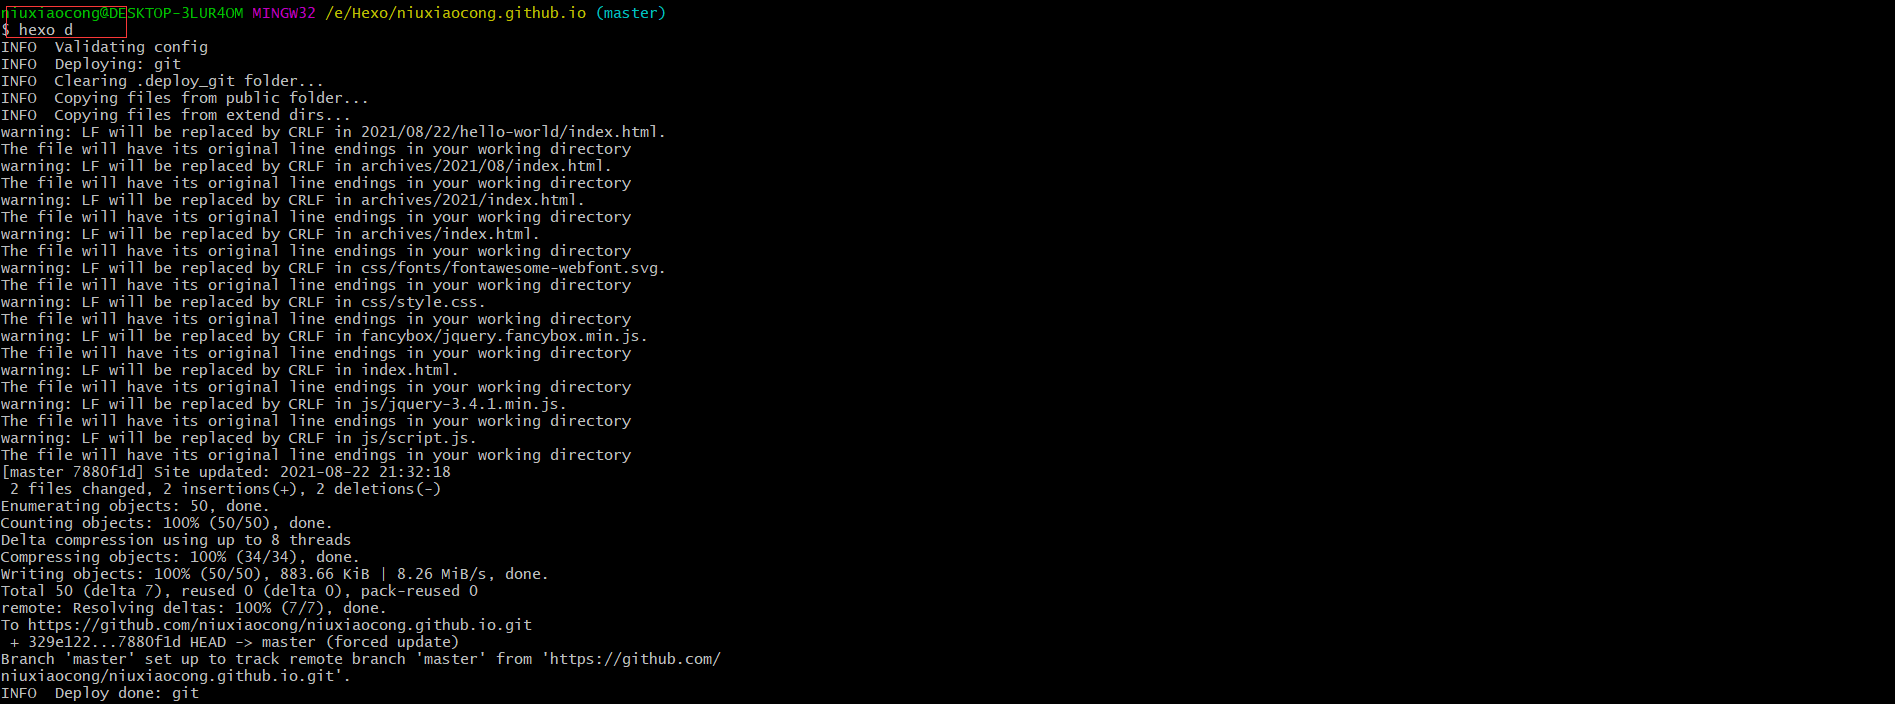 niuxiaocong@DESKTOP-3LUR4OM MINGW32 /e/Hexo/niuxiaocong.github.io (master)
$ hexo d
INFO  Validating config
INFO  Deploying: git
INFO  Clearing .deploy_git folder...
INFO  Copying files from public folder...
INFO  Copying files from extend dirs...
warning: LF will be replaced by CRLF in 2021/08/22/hello-world/index.html.
The file will have its original line endings in your working directory
warning: LF will be replaced by CRLF in archives/2021/08/index.html.
The file will have its original line endings in your working directory
warning: LF will be replaced by CRLF in archives/2021/index.html.
The file will have its original line endings in your working directory
warning: LF will be replaced by CRLF in archives/index.html.
The file will have its original line endings in your working directory
warning: LF will be replaced by CRLF in css/fonts/fontawesome-webfont.svg.
The file will have its original line endings in your working directory
warning: LF will be replaced by CRLF in css/style.css.
The file will have its original line endings in your working directory
warning: LF will be replaced by CRLF in fancybox/jquery.fancybox.min.js.
The file will have its original line endings in your working directory
warning: LF will be replaced by CRLF in index.html.
The file will have its original line endings in your working directory
warning: LF will be replaced by CRLF in js/jquery-3.4.1.min.js.
The file will have its original line endings in your working directory
warning: LF will be replaced by CRLF in js/script.js.
The file will have its original line endings in your working directory
[master 7880f1d] Site updated: 2021-08-22 21:32:18
 2 files changed, 2 insertions(+), 2 deletions(-)
Enumerating objects: 50, done.
Counting objects: 100% (50/50), done.
Delta compression using up to 8 threads
Compressing objects: 100% (34/34), done.
Writing objects: 100% (50/50), 883.66 KiB | 8.26 MiB/s, done.
Total 50 (delta 7), reused 0 (delta 0), pack-reused 0
remote: Resolving deltas: 100% (7/7), done.
To https://github.com/niuxiaocong/niuxiaocong.github.io.git
 + 329e122...7880f1d HEAD -> master (forced update)
Branch 'master' set up to track remote branch 'master' from 'https://github.com/
niuxiaocong/niuxiaocong.github.io.git'.
INFO  Deploy done: git